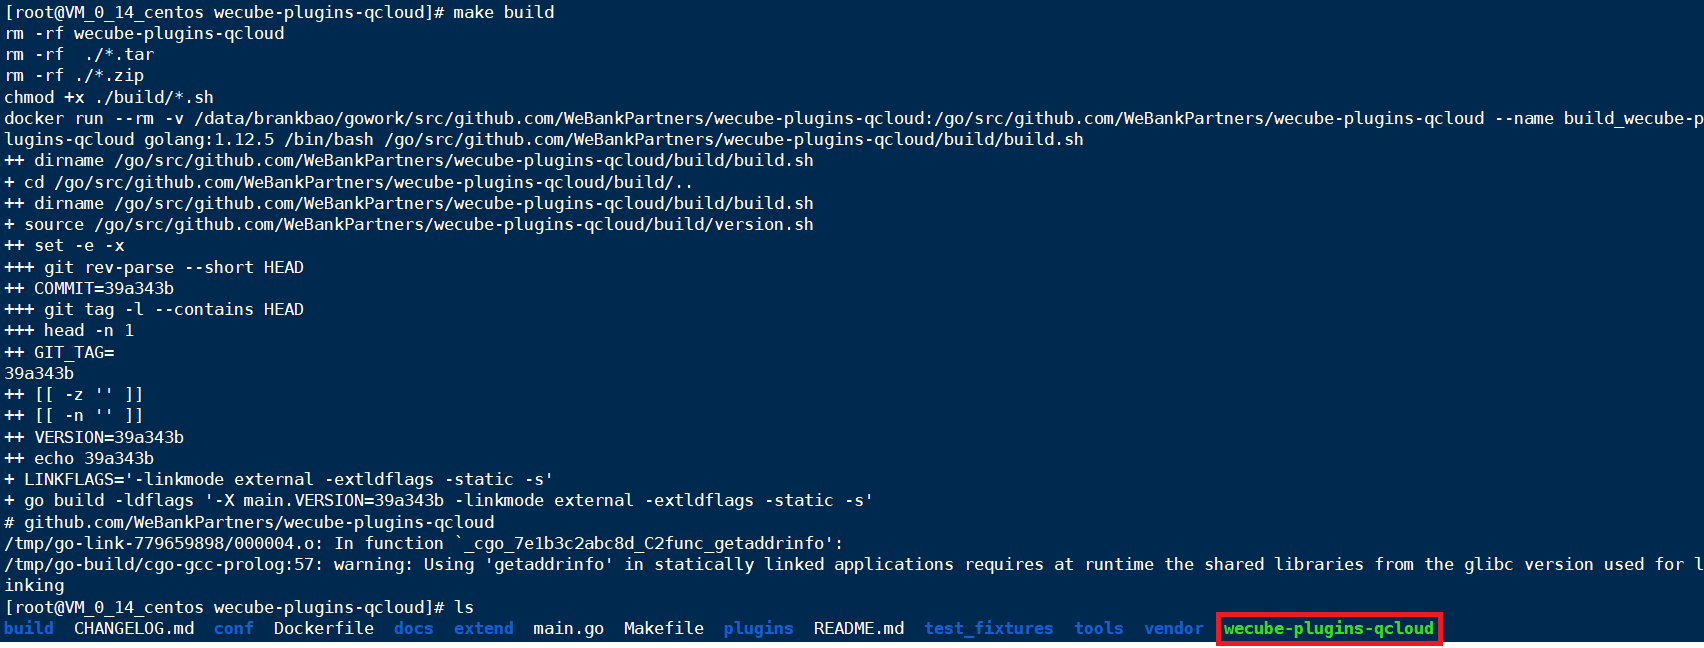 [root@VM_0_14_centos wecube-plugins-qcloud]# make build
rm -rf wecube-plugins-qcloud
rm -rf  ./*.tar
rm -rf ./*.zip
chmod +x ./build/*.sh
docker run --rm -v /data/brankbao/gowork/src/github.com/WeBankPartners/wecube-plugins-qcloud:/go/src/github.com/WeBankPartners/wecube-plugins-qcloud --name build_wecube-p
lugins-qcloud golang:1.12.5 /bin/bash /go/src/github.com/WeBankPartners/wecube-plugins-qcloud/build/build.sh
++ dirname /go/src/github.com/WeBankPartners/wecube-plugins-qcloud/build/build.sh
+ cd /go/src/github.com/WeBankPartners/wecube-plugins-qcloud/build/..
++ dirname /go/src/github.com/WeBankPartners/wecube-plugins-qcloud/build/build.sh
+ source /go/src/github.com/WeBankPartners/wecube-plugins-qcloud/build/version.sh
++ set -e -x
+++ git rev-parse --short HEAD
++ COMMIT=39a343b
+++ git tag -l --contains HEAD
+++ head -n 1
++ GIT_TAG=
39a343b
++ [[ -z '' ]]
++ [[ -n '' ]]
++ VERSION=39a343b
++ echo 39a343b
+ LINKFLAGS='-linkmode external -extldflags -static -s'
+ go build -ldflags '-X main.VERSION=39a343b -linkmode external -extldflags -static -s'
# github.com/WeBankPartners/wecube-plugins-qcloud
/tmp/go-link-779659898/000004.o: In function `_cgo_7e1b3c2abc8d_C2func_getaddrinfo':
/tmp/go-build/cgo-gcc-prolog:57: warning: Using 'getaddrinfo' in statically linked applications requires at runtime the shared libraries from the glibc version used for l
inking
[root@VM_0_14_centos wecube-plugins-qcloud]# ls
build  CHANGELOG.md  conf  Dockerfile  docs  extend  main.go  Makefile  plugins  README.md  test_fixtures  tools  vendor  wecube-plugins-qcloud